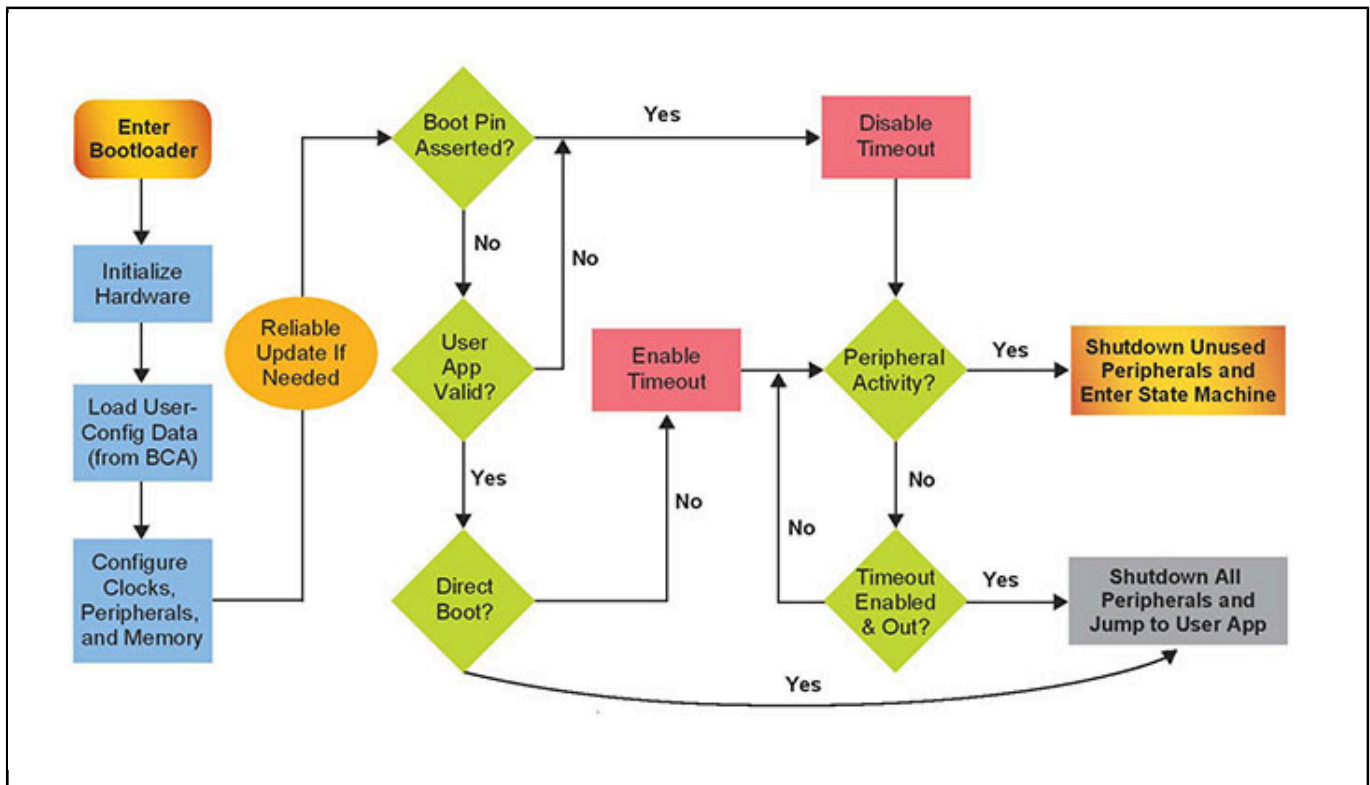 Enter
Bootloader
Initialize
Hardware
Load User-
Config Data
(from BCA)
Configure
Clocks,
Peripherals,
and Memory
Reliable
Update If
Needed
Boot Pin
Asserted?
Yes
No
User
App
Valid?
No
Yes
Direct
Boot?
No
Yes
Enable
Timeout
Disable
Timeout
Peripheral
Activity?
Yes
No
Shutdown Unused
Peripherals and
Enter State Machine
Timeout
Enabled
& Out?
No
Yes
Shutdown All
Peripherals and
Jump to User App